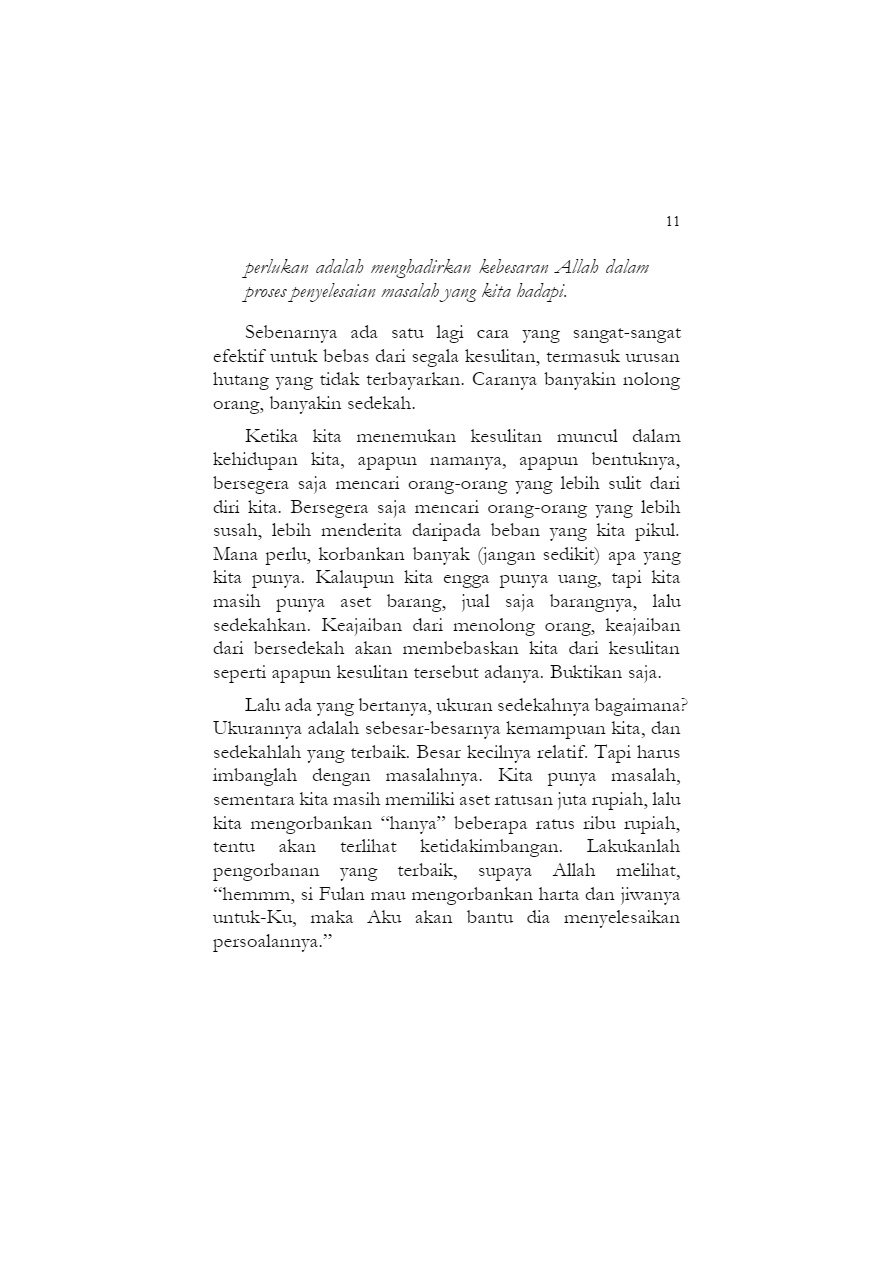 11
perlukan adalah menghadirkan kebesaran Allah dalam
proses penyelesaian masalah yang kita hadapi.
Sebenarnya ada satu lagi cara yang sangat-sangat
efektif untuk bebas dari segala kesulitan, termasuk urusan
hutang yang tidak terbayarkan. Caranya banyakin nolong
orang, banyakin sedekah.
Ketika kita menemukan kesulitan muncul dalam
kehidupan kita, apapun namanya, apapun bentuknya,
bersegera saja mencari orang-orang yang lebih sulit dari
diri kita. Bersegera saja mencari orang-orang yang lebih
susah, lebih menderita daripada beban yang kita pikul.
Mana perlu, korbankan banyak (jangan sedikit) apa yang
kita punya. Kalaupun kita engga punya uang, tapi kita
masih punya aset barang, jual saja barangnya, lalu
sedekahkan. Keajaiban dari menolong orang, keajaiban
dari bersedekah akan membebaskan kita dari kesulitan
seperti apapun kesulitan tersebut adanya. Buktikan saja.
Lalu ada yang bertanya, ukuran sedekahnya bagaimana?
Ukurannya adalah sebesar-besarnya kemampuan kita, dan
sedekahlah yang terbaik. Besar kecilnya relatif. Tapi harus
imbanglah dengan masalahnya. Kita punya masalah,
sementara kita masih memiliki aset ratusan juta rupiah, lalu
kita mengorbankan “hanya” beberapa ratus ribu rupiah,
tentu akan terlihat ketidakimbangan. Lakukanlah
pengorbanan yang terbaik, supaya Allah melihat,
“hemmm, si Fulan mau mengorbankan harta dan jiwanya
untuk-Ku, maka Aku akan bantu dia menyelesaikan
persoalannya.”